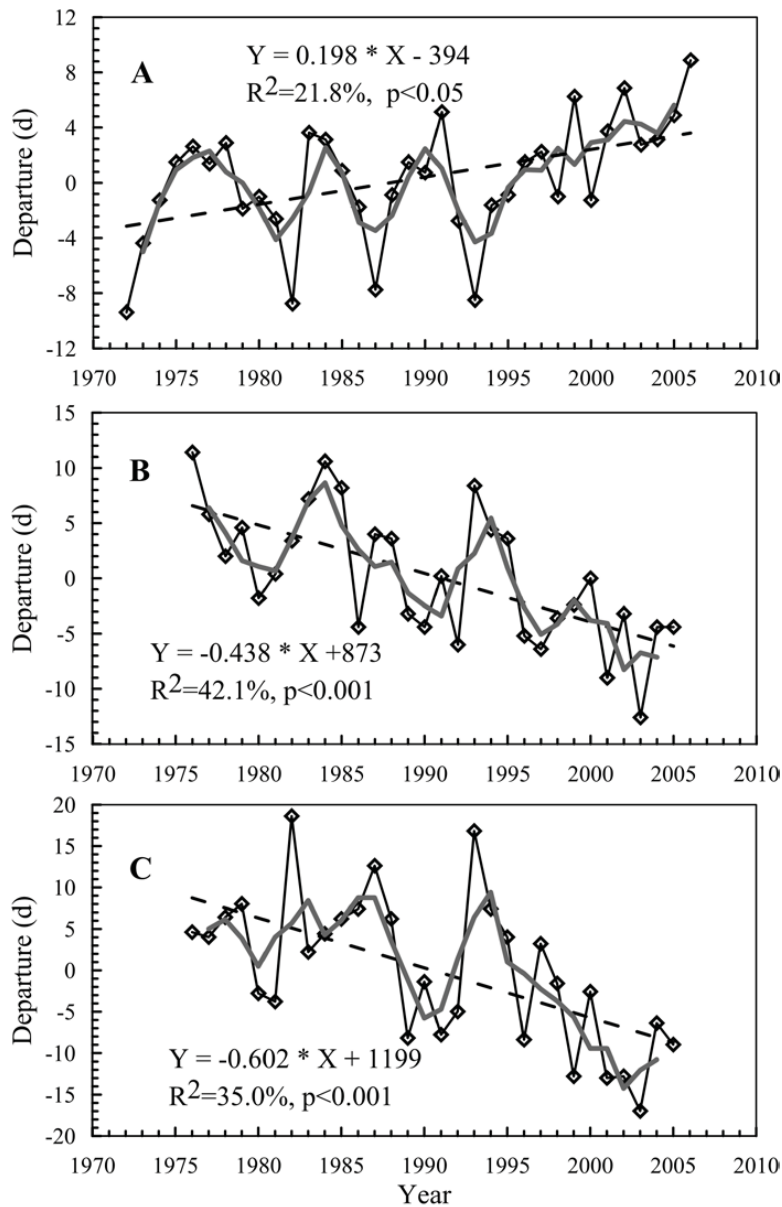 12
8
4
0
-4
-8
-12
Departure (d)
A
Y = 0.198 * X - 394
R2=21.8%, p<0.05
1970 1975 1980 1985 1990 1995 2000 2005 2010
15
10
5
0
-5
-10
-15
Departure (d)
B
Y = -0.438 * X +873
R2=42.1%, p<0.001
1970 1975 1980 1985 1990 1995 2000 2005 2010
20
15
10
5
0
-5
-10
-15
-20
Departure (d)
C
Y = -0.602 * X + 1199
R2=35.0%, p<0.001
1970 1975 1980 1985 1990 1995 2000 2005 2010
Year